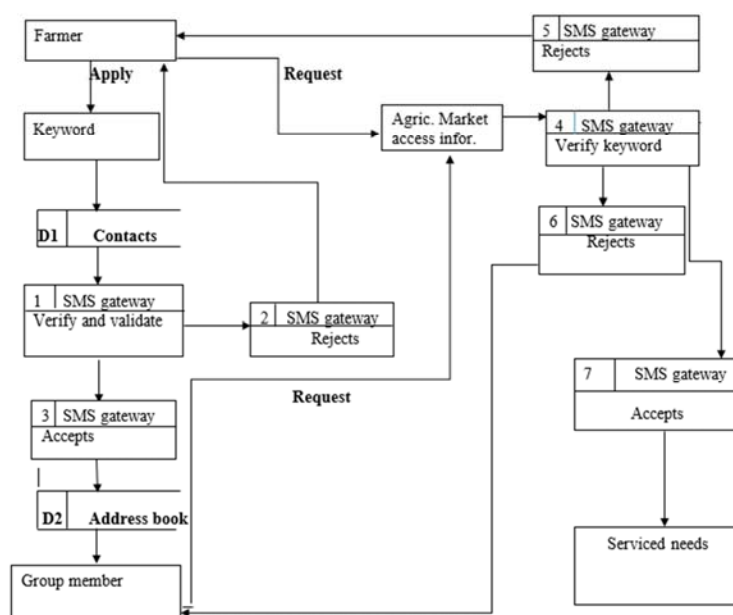 Farmer
Apply
Request
5 SMS gateway
Rejects
Keyword
Agric. Market
access infor.
4 SMS gateway
Verify keyword
D1 Contacts
6 SMS gateway
Rejects
1 SMS gateway
Verify and validate
2 SMS gateway
Rejects
7 SMS gateway
Accepts
3 SMS gateway
Accepts
Request
D2 Address book
Serviced needs
Group member